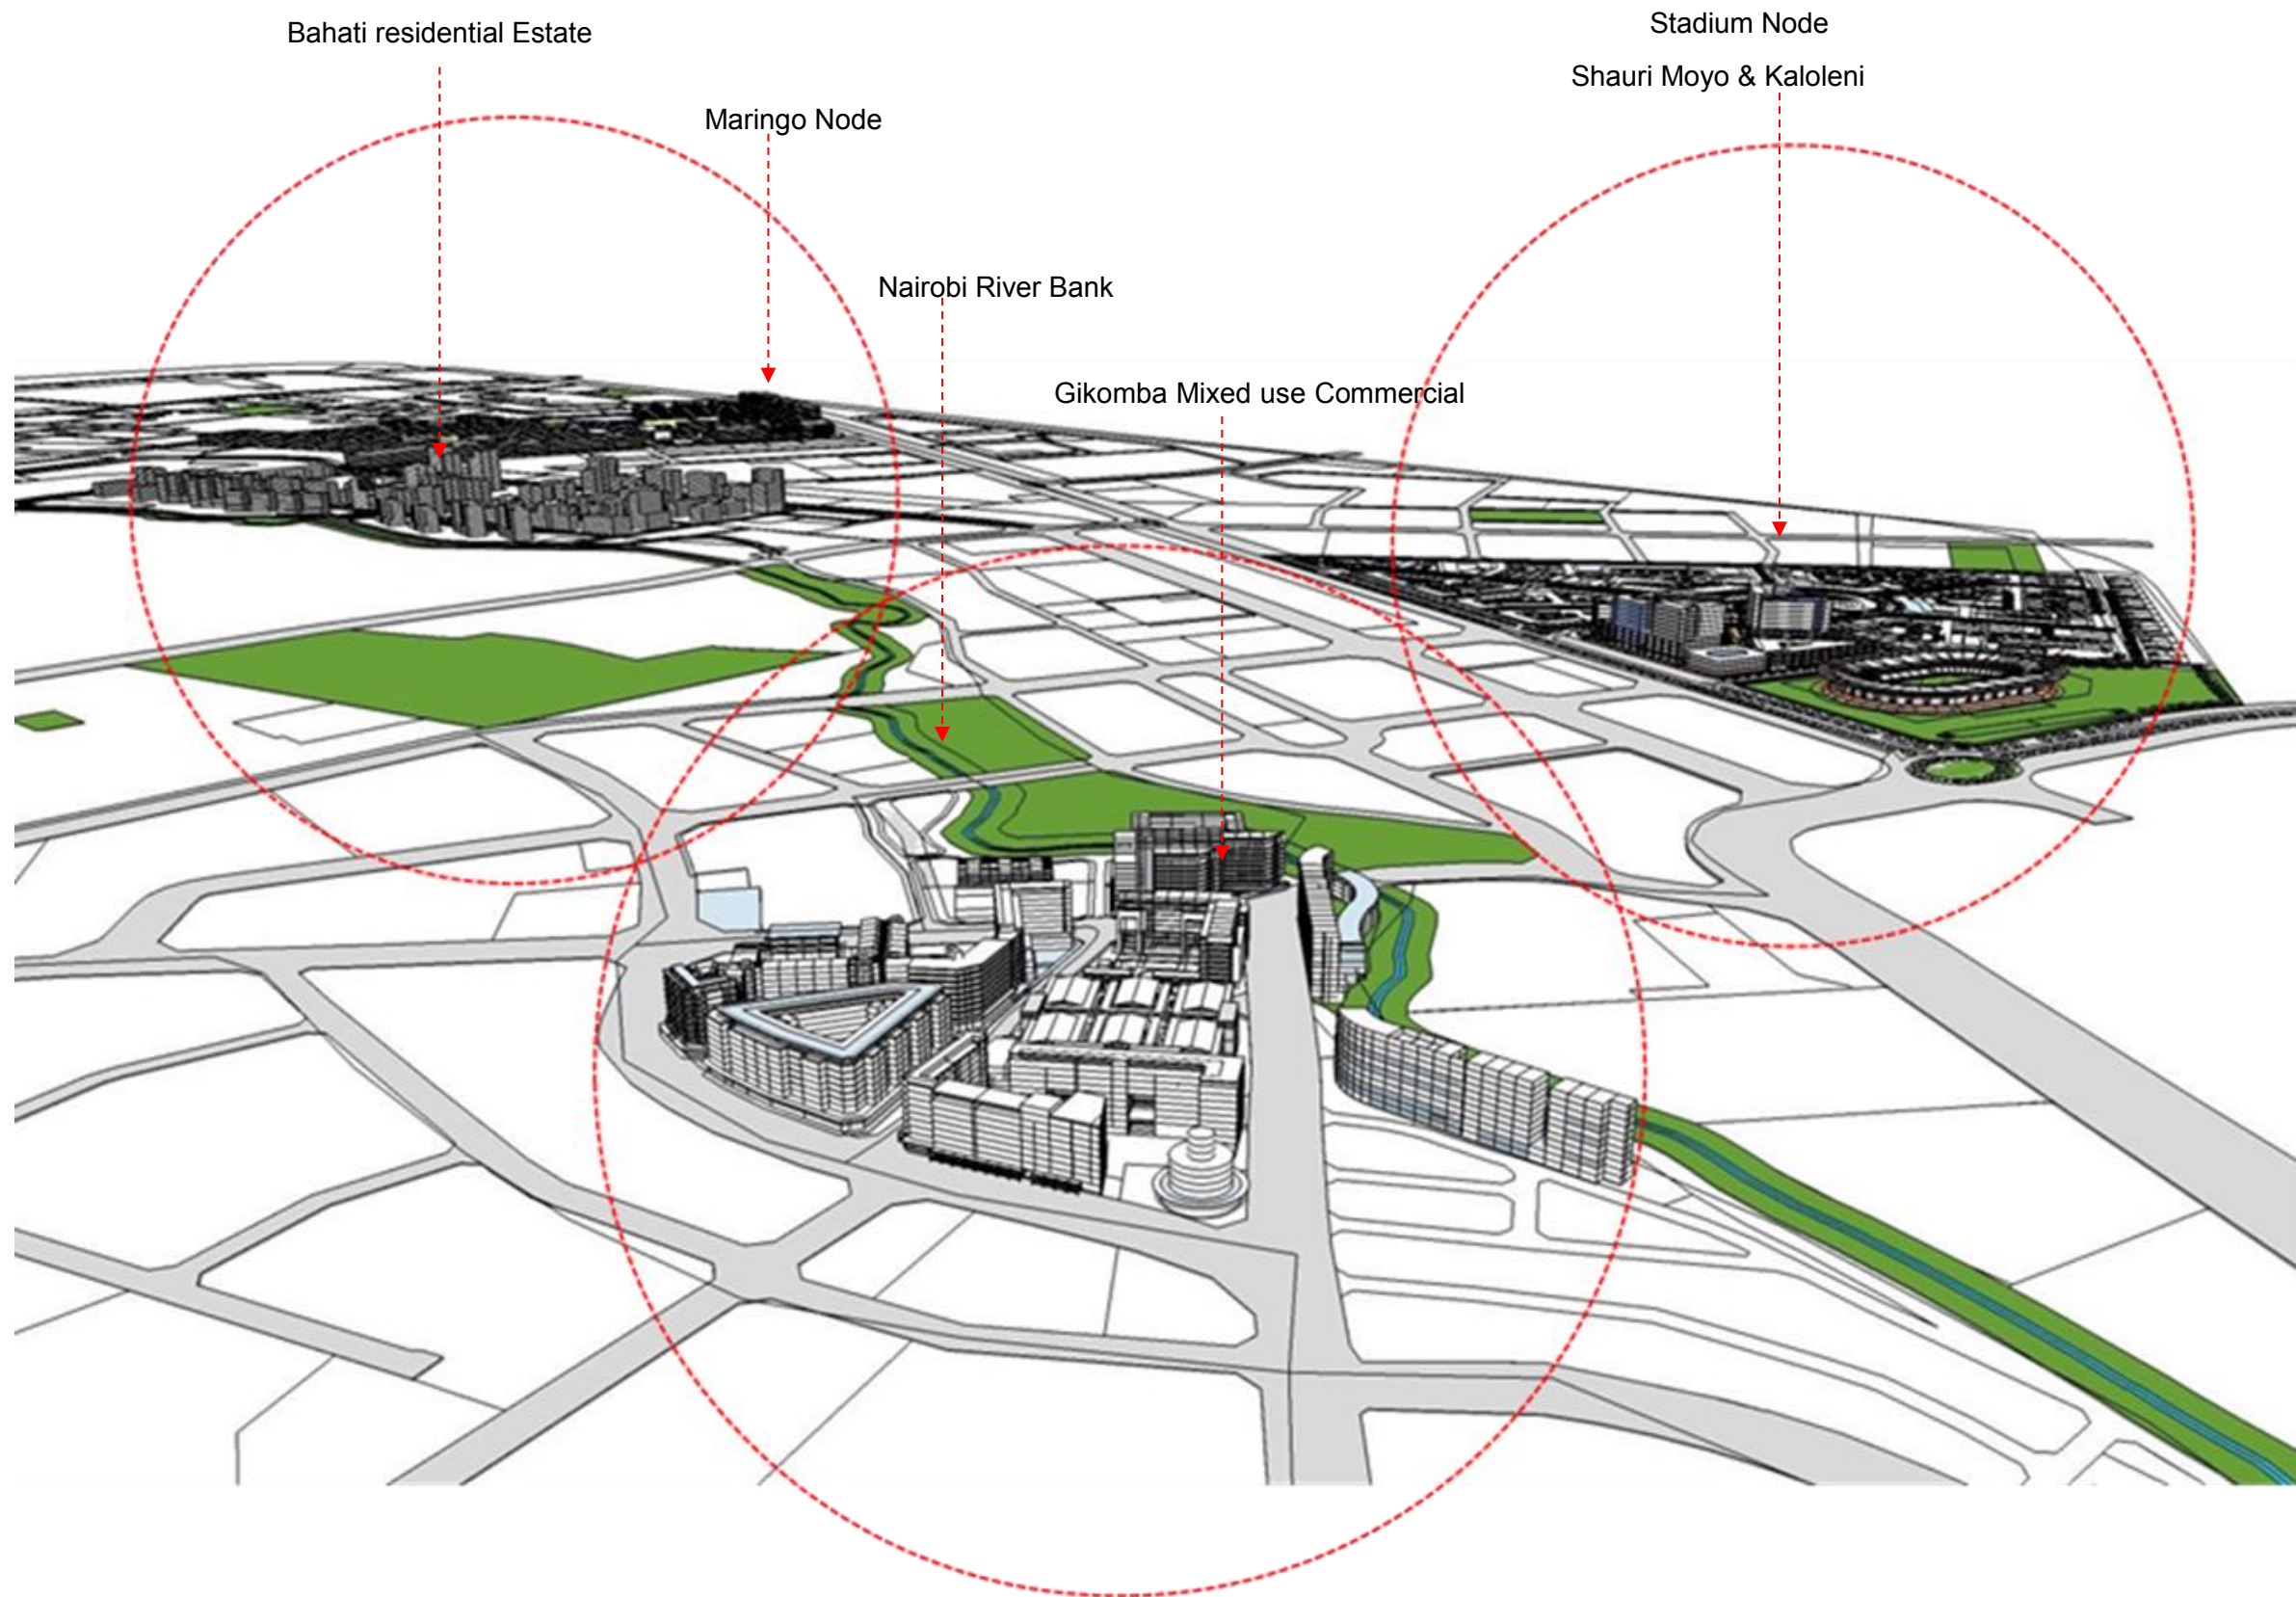 Bahati residential Estate
Stadium Node
Shauri Moyo & Kaloleni
Maringo Node
Nairobi River Bank
Gikomba Mixed use Commercial